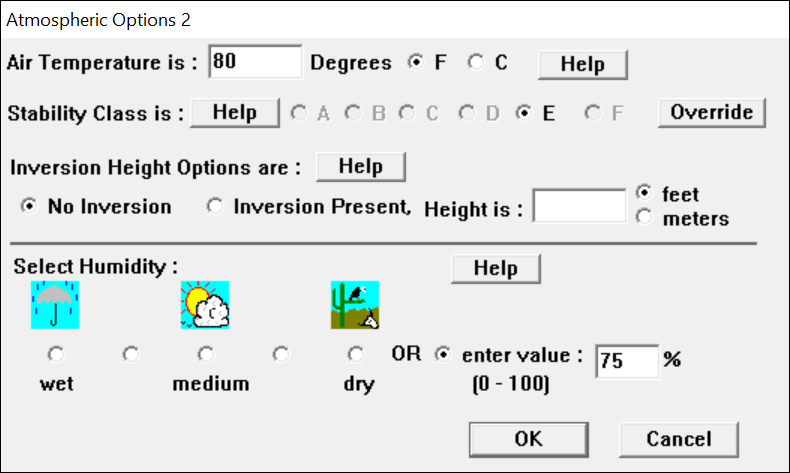 Atmospheric Options 2
Air Temperature is : 80 Degrees F C Help
Stability Class is : Help A B C D E F Override
Inversion Height Options are : Help
No Inversion Inversion Present, Height is : feet
meters
Select Humidity : Help
OR enter value : 75 %
wet medium dry (0 - 100)
OK Cancel